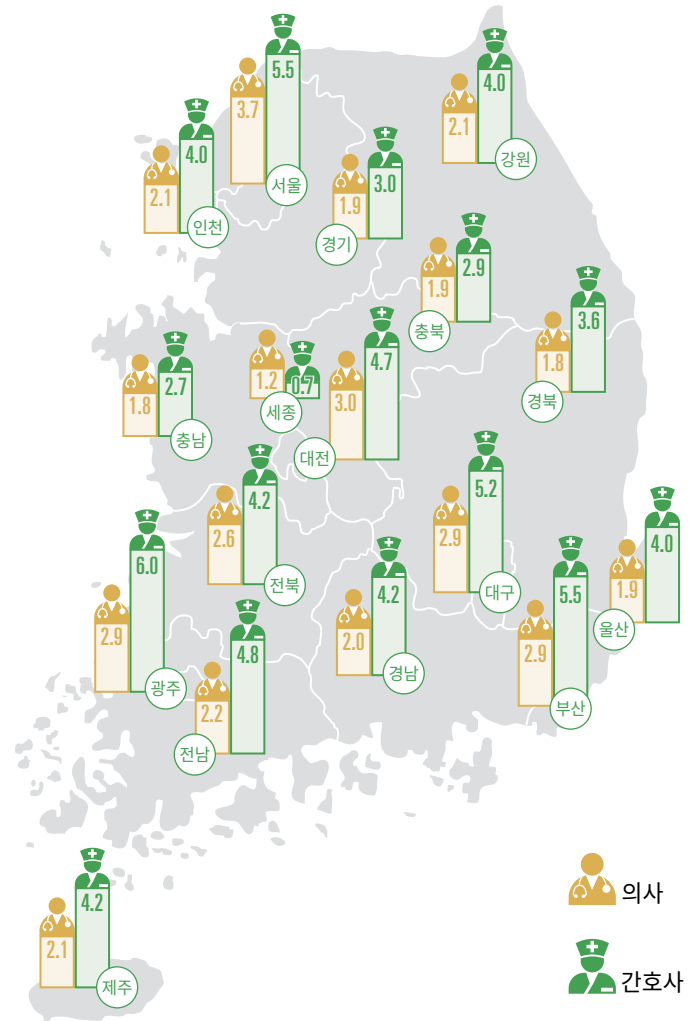 5.5
3.7
서울
4.0
2.1
강원
4.0
2.1
인천
3.0
1.9
경기
2.9
1.9
충북
3.6
1.8
경북
2.7
1.8
충남
1.2
0.7
세종
4.7
3.0
대전
4.2
2.6
전북
5.2
2.9
대구
4.0
1.9
울산
6.0
2.9
광주
4.2
2.0
경남
5.5
2.9
부산
4.8
2.2
전남
4.2
2.1
제주
의사
간호사